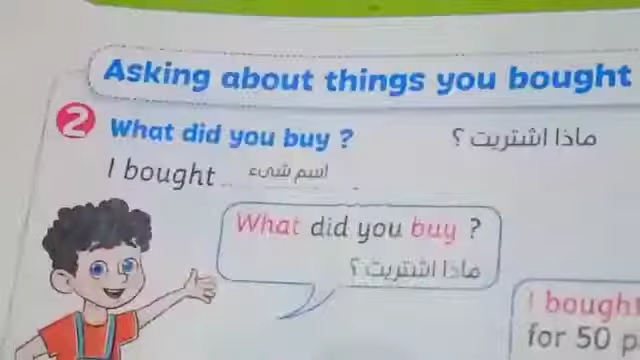 Asking about things you bought
2 What did you buy ? ماذا اشتريت ؟
I bought .. اسم شىء .
What did you buy ?
ماذا اشتريت ؟
I bought
for 50